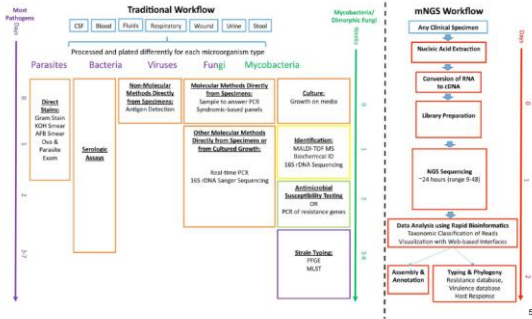 Most Pathogens
Days
Traditional Workflow
Mycobacteria/
Dimorphic Fungi
Weeks
CSF
Blood
Fluids
Respiratory
Wound
Urine
Stool
Processed and plated differently for each microorganism type
Parasites
Bacteria
Viruses
Fungi
Mycobacteria
0
1
2
3-7
Direct
Stains:
Gram Stain
KOH Smear
AFB Smear
Ova &
Parasite
Exam
Serologic
Assays
Non-Molecular
Methods Directly
from Specimens:
Antigen Detection
Molecular Methods Directly
from Specimens:
Sample to answer PCR
Syndromic-based panels
Other Molecular Methods
Directly from Specimens or
from Cultured Growth:
Real-time PCR
16S rDNA Sanger Sequencing
Culture:
Growth on media
Identification:
MALDI-TOF MS
Biochemical ID
16S rDNA Sequencing
Antimicrobial
Susceptibility Testing
OR
PCR of resistance genes
Strain Typing:
PFGE
MLST
0
1
2
mNGS Workflow
Any Clinical Specimen
Nucleic Acid Extraction
Conversion of RNA
to cDNA
Library Preparation
NGS Sequencing
~24 hours (range 9-48)
Data Analysis using Rapid Bioinformatics
Taxonomic Classification of Reads
Visualization with Web-based Interfaces
Assembly &
Annotation
Typing & Phylogeny
Resistance database,
Virulence database
Host Response
Days
0
1
2